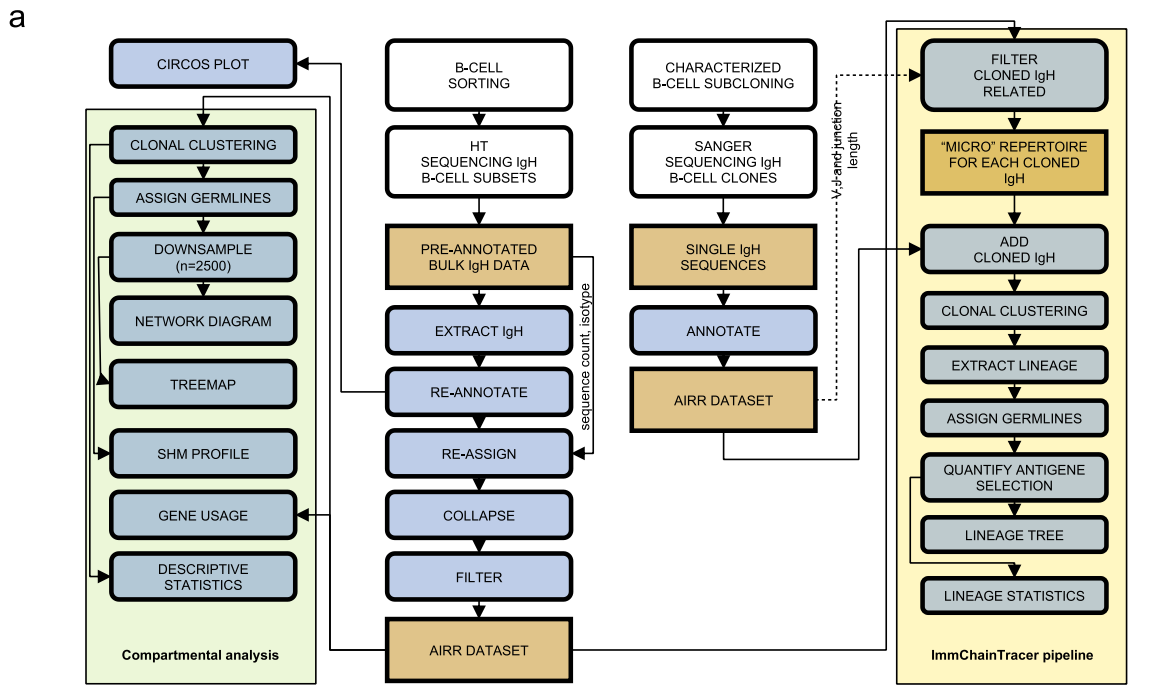 a
CIRCOS PLOT
CLONAL CLUSTERING
ASSIGN GERMLINES
DOWNSAMPLE
(n=2500)
NETWORK DIAGRAM
TREEMAP
SHM PROFILE
GENE USAGE
DESCRIPTIVE
STATISTICS
Compartmental analysis
B-CELL
SORTING
HT
SEQUENCING IgH
B-CELL SUBSETS
PRE-ANNOTATED
BULK IgH DATA
EXTRACT IgH
RE-ANNOTATE
RE-ASSIGN
COLLAPSE
FILTER
AIRR DATASET
sequence count, isotype
CHARACTERIZED
B-CELL SUBCLONING
SANGER
SEQUENCING IgH
B-CELL CLONES
SINGLE IgH
SEQUENCES
ANNOTATE
AIRR DATASET
V,J-and junction
length
FILTER
CLONED IgH
RELATED
“MICRO” REPERTOIRE
FOR EACH CLONED
IgH
ADD
CLONED IgH
CLONAL CLUSTERING
EXTRACT LINEAGE
ASSIGN GERMLINES
QUANTIFY ANTIGENE
SELECTION
LINEAGE TREE
LINEAGE STATISTICS
ImmChainTracer pipeline